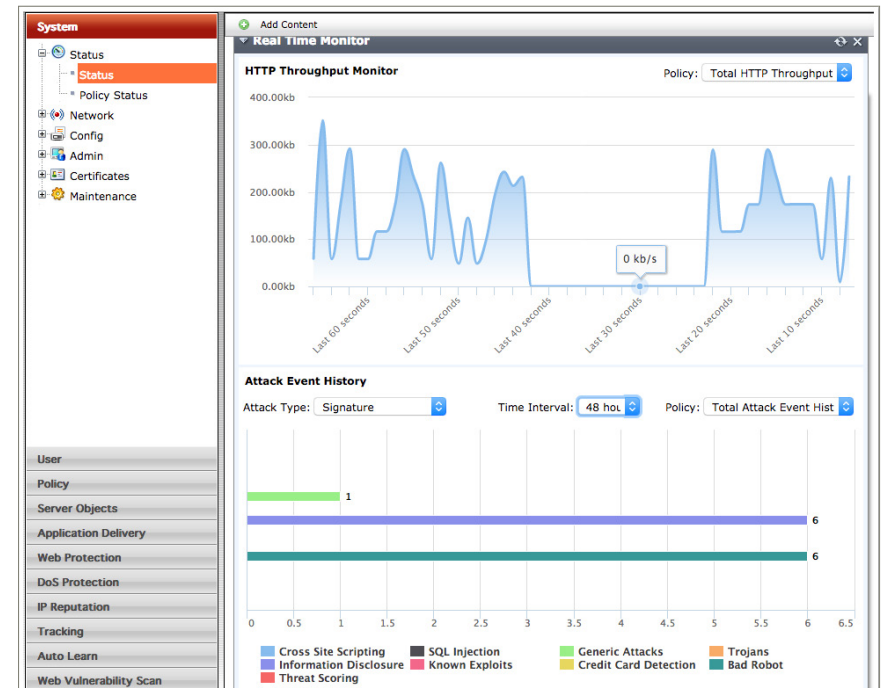 System
Status
Status
Policy Status
Network
Config
Admin
Certificates
Maintenance
User
Policy
Server Objects
Application Delivery
Web Protection
DoS Protection
IP Reputation
Tracking
Auto Learn
Web Vulnerability Scan
Add Content
Real Time Monitor
HTTP Throughput Monitor
Policy: Total HTTP Throughput
400.00kb
300.00kb
200.00kb
100.00kb
0.00kb
0 kb/s
Last 60 seconds
Last 50 seconds
Last 40 seconds
Last 30 seconds
Last 20 seconds
Last 10 seconds
Attack Event History
Attack Type: Signature
Time Interval: 48 hou
Policy: Total Attack Event Hist
1
6
6
0 0.5 1 1.5 2 2.5 3 3.5 4 4.5 5 5.5 6 6.5
Cross Site Scripting SQL Injection Generic Attacks Trojans
Information Disclosure Known Exploits Credit Card Detection Bad Robot
Threat Scoring